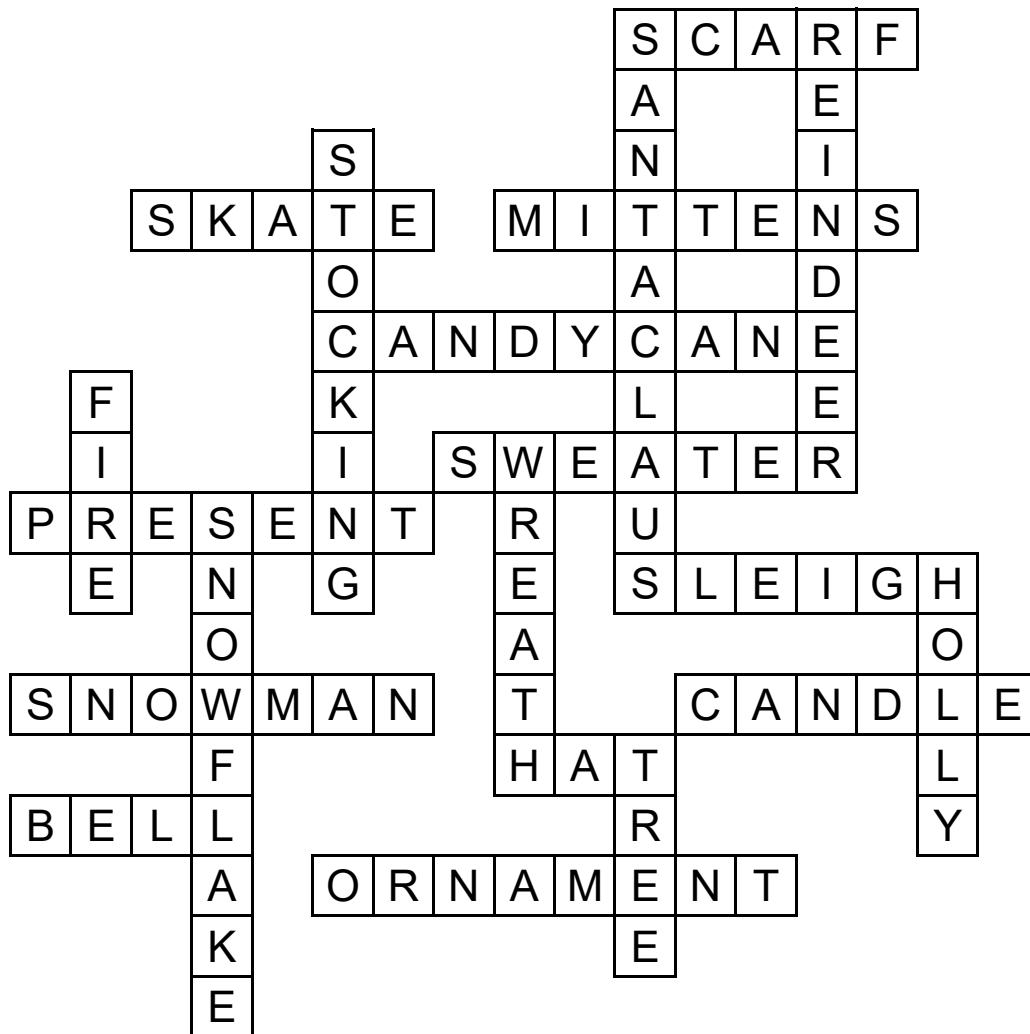 SCARF
SANTACLAUS
REINDEER
STOCKING
SKATE
MITTENS
CANDYCANE
FIRE
SWEATER
WREATH
PRESENT
SNOWFLAKE
SLEIGH
HOLLY
SNOWMAN
CANDLE
HAT
TREE
BELL
ORNAMENT